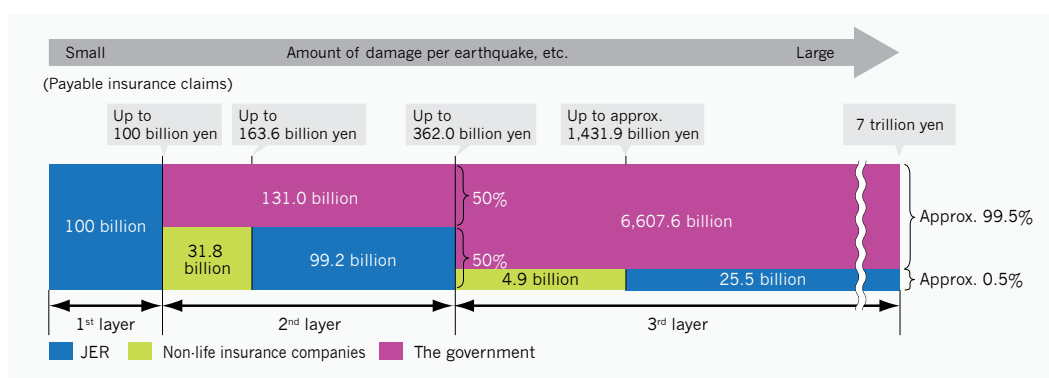 Small Amount of damage per earthquake, etc. Large
(Payable insurance claims)
Up to
100 billion yen
Up to
163.6 billion yen
Up to
362.0 billion yen
Up to approx.
1,431.9 billion yen
7 trillion yen
100 billion
131.0 billion
50%
6,607.6 billion
Approx. 99.5%
31.8
billion
99.2 billion
50%
4.9 billion
25.5 billion
Approx. 0.5%
1st layer
2nd layer
3rd layer
JER Non-life insurance companies The government